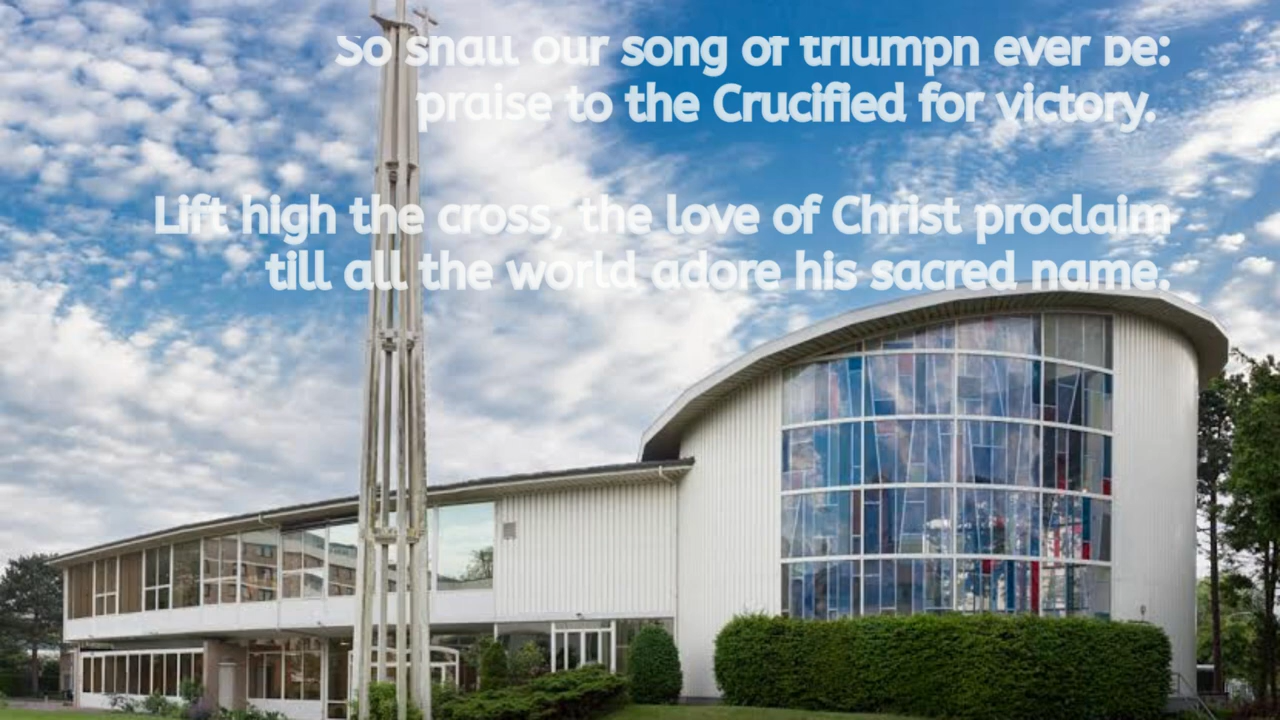 So shall our song of triumph ever be:
praise to the Crucified for victory.
Lift high the cross, the love of Christ proclaim
till all the world adore his sacred name.